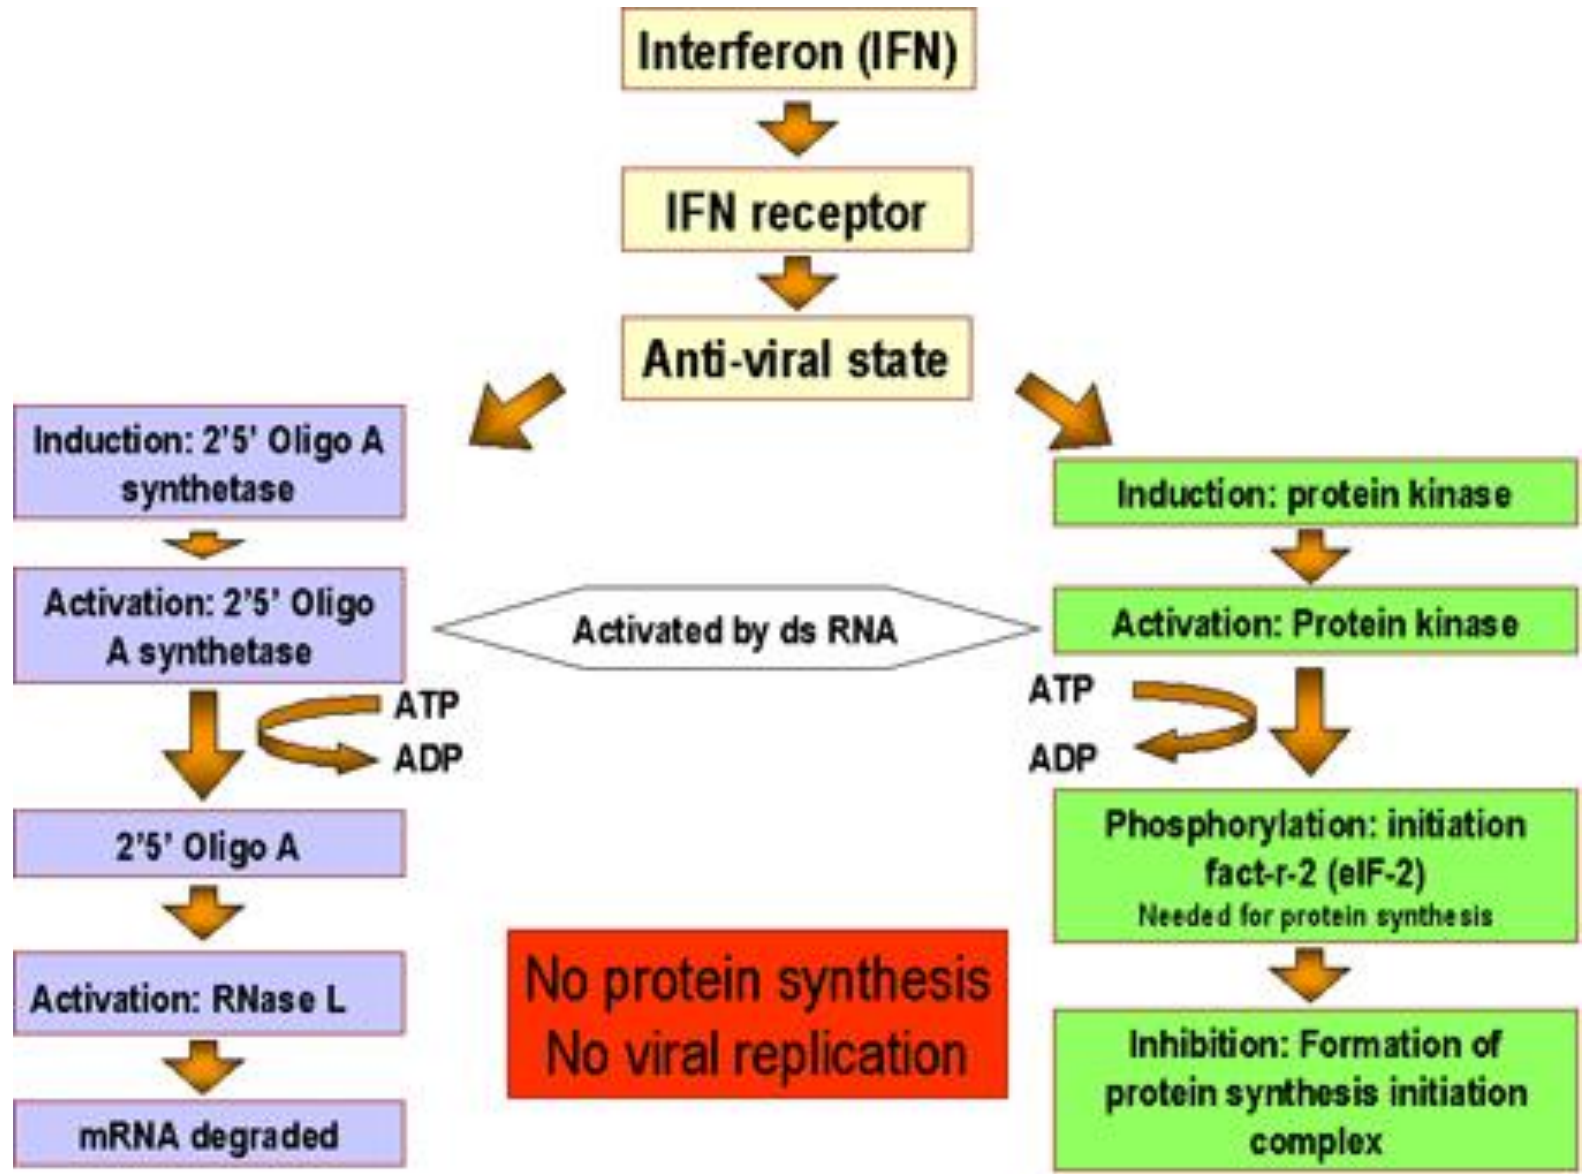 Interferon (IFN)
IFN receptor
Anti-viral state
Induction: 2'5' Oligo A
synthetase
Activation: 2'5' Oligo
A synthetase
ATP
ADP
2'5' Oligo A
Activation: RNase L
mRNA degraded
Activated by ds RNA
No protein synthesis
No viral replication
Induction: protein kinase
Activation: Protein kinase
ATP
ADP
Phosphorylation: initiation
fact-r-2 (eIF-2)
Needed for protein synthesis
Inhibition: Formation of
protein synthesis initiation
complex